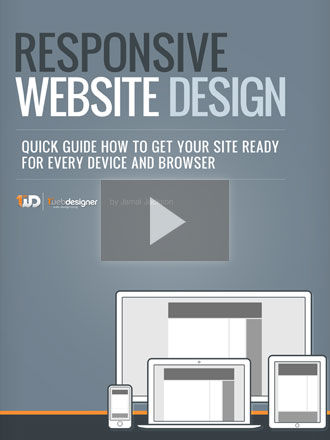 RESPONSIVE
WEBSITE DESIGN
QUICK GUIDE HOW TO GET YOUR SITE READY
FOR EVERY DEVICE AND BROWSER
1WD 1webdesigner
by Jamal Jackson